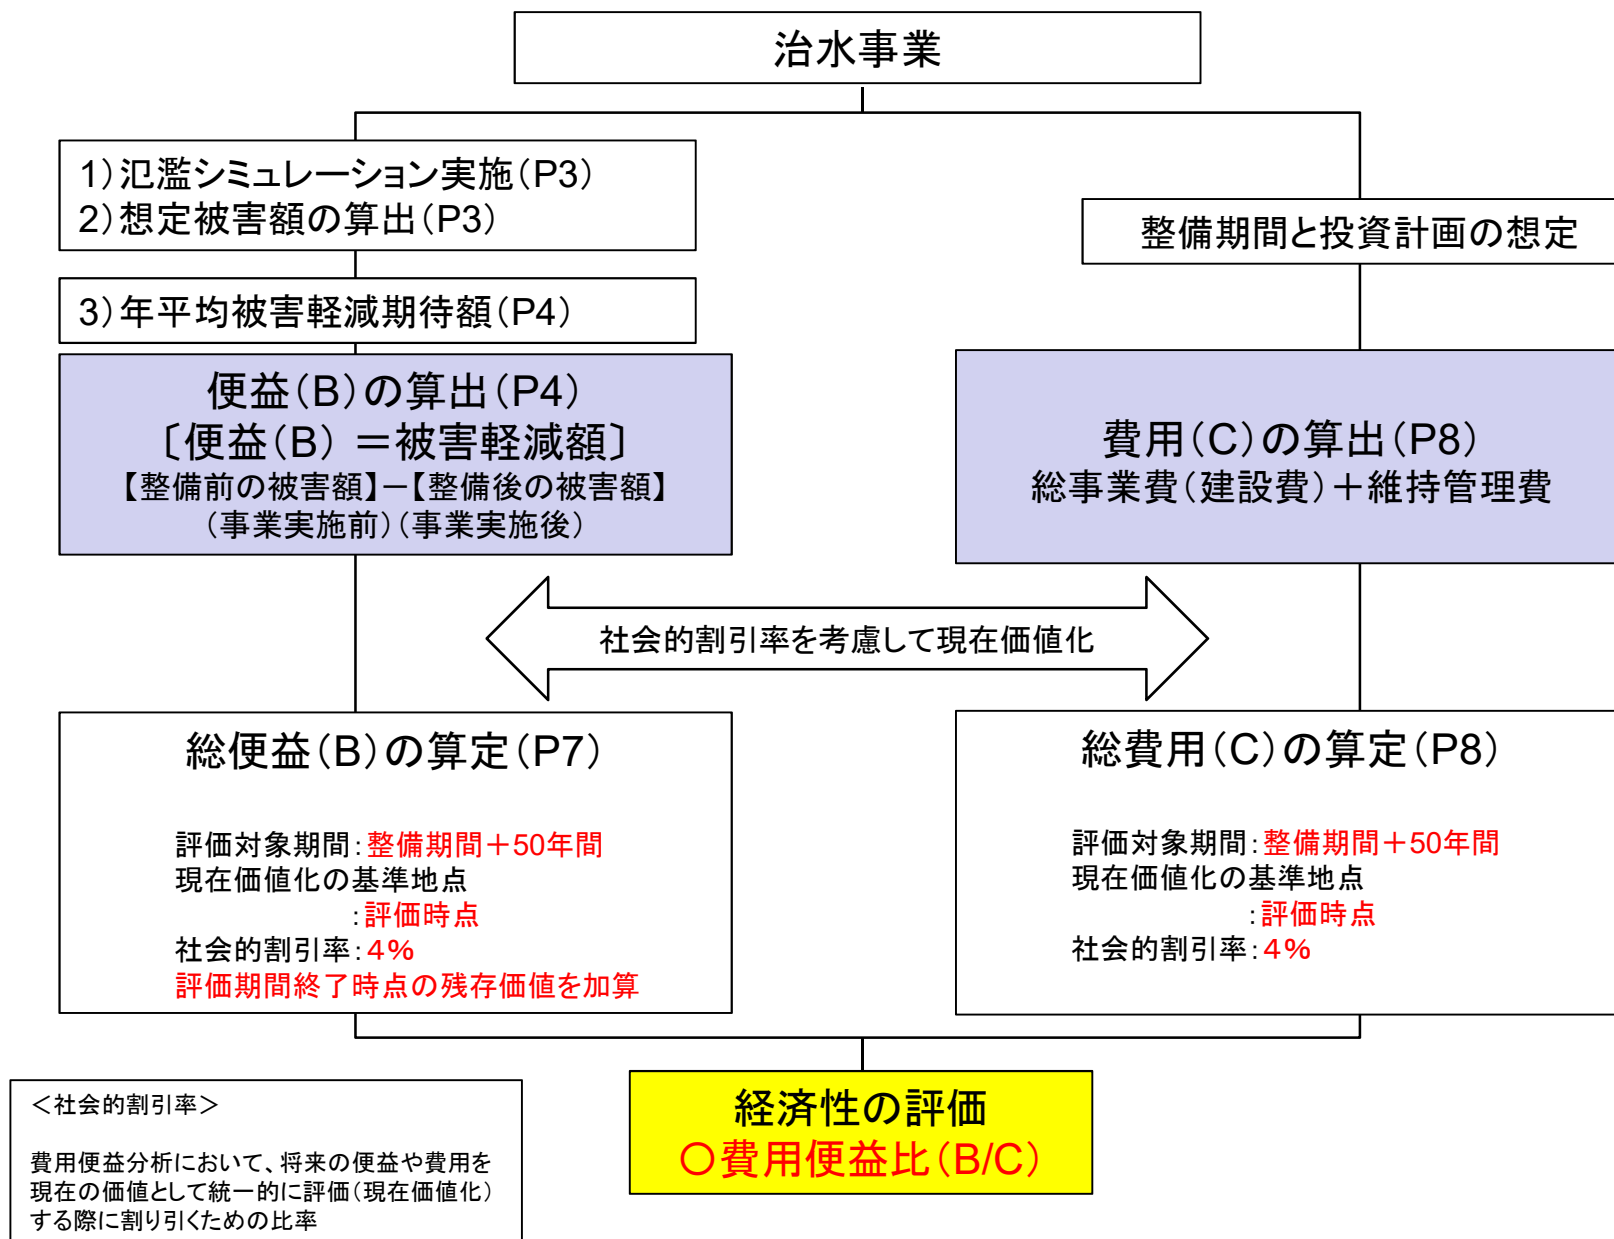 治水事業
1)氾濫シミュレーション実施(P3)
2)想定被害額の算出(P3)
3)年平均被害軽減期待額(P4)
便益(B)の算出(P4)
〔便益(B) =被害軽減額〕
【整備前の被害額】-【整備後の被害額】
(事業実施前)(事業実施後)
整備期間と投資計画の想定
費用(C)の算出(P8)
総事業費(建設費)+維持管理費
社会的割引率を考慮して現在価値化
総便益(B)の算定(P7)
評価対象期間:整備期間+50年間
現在価値化の基準地点
:評価時点
社会的割引率:4%
評価期間終了時点の残存価値を加算
総費用(C)の算定(P8)
評価対象期間:整備期間+50年間
現在価値化の基準地点
:評価時点
社会的割引率:4%
経済性の評価
○費用便益比(B/C)
<社会的割引率>
費用便益分析において、将来の便益や費用を
現在の価値として統一的に評価(現在価値化)
する際に割り引くための比率